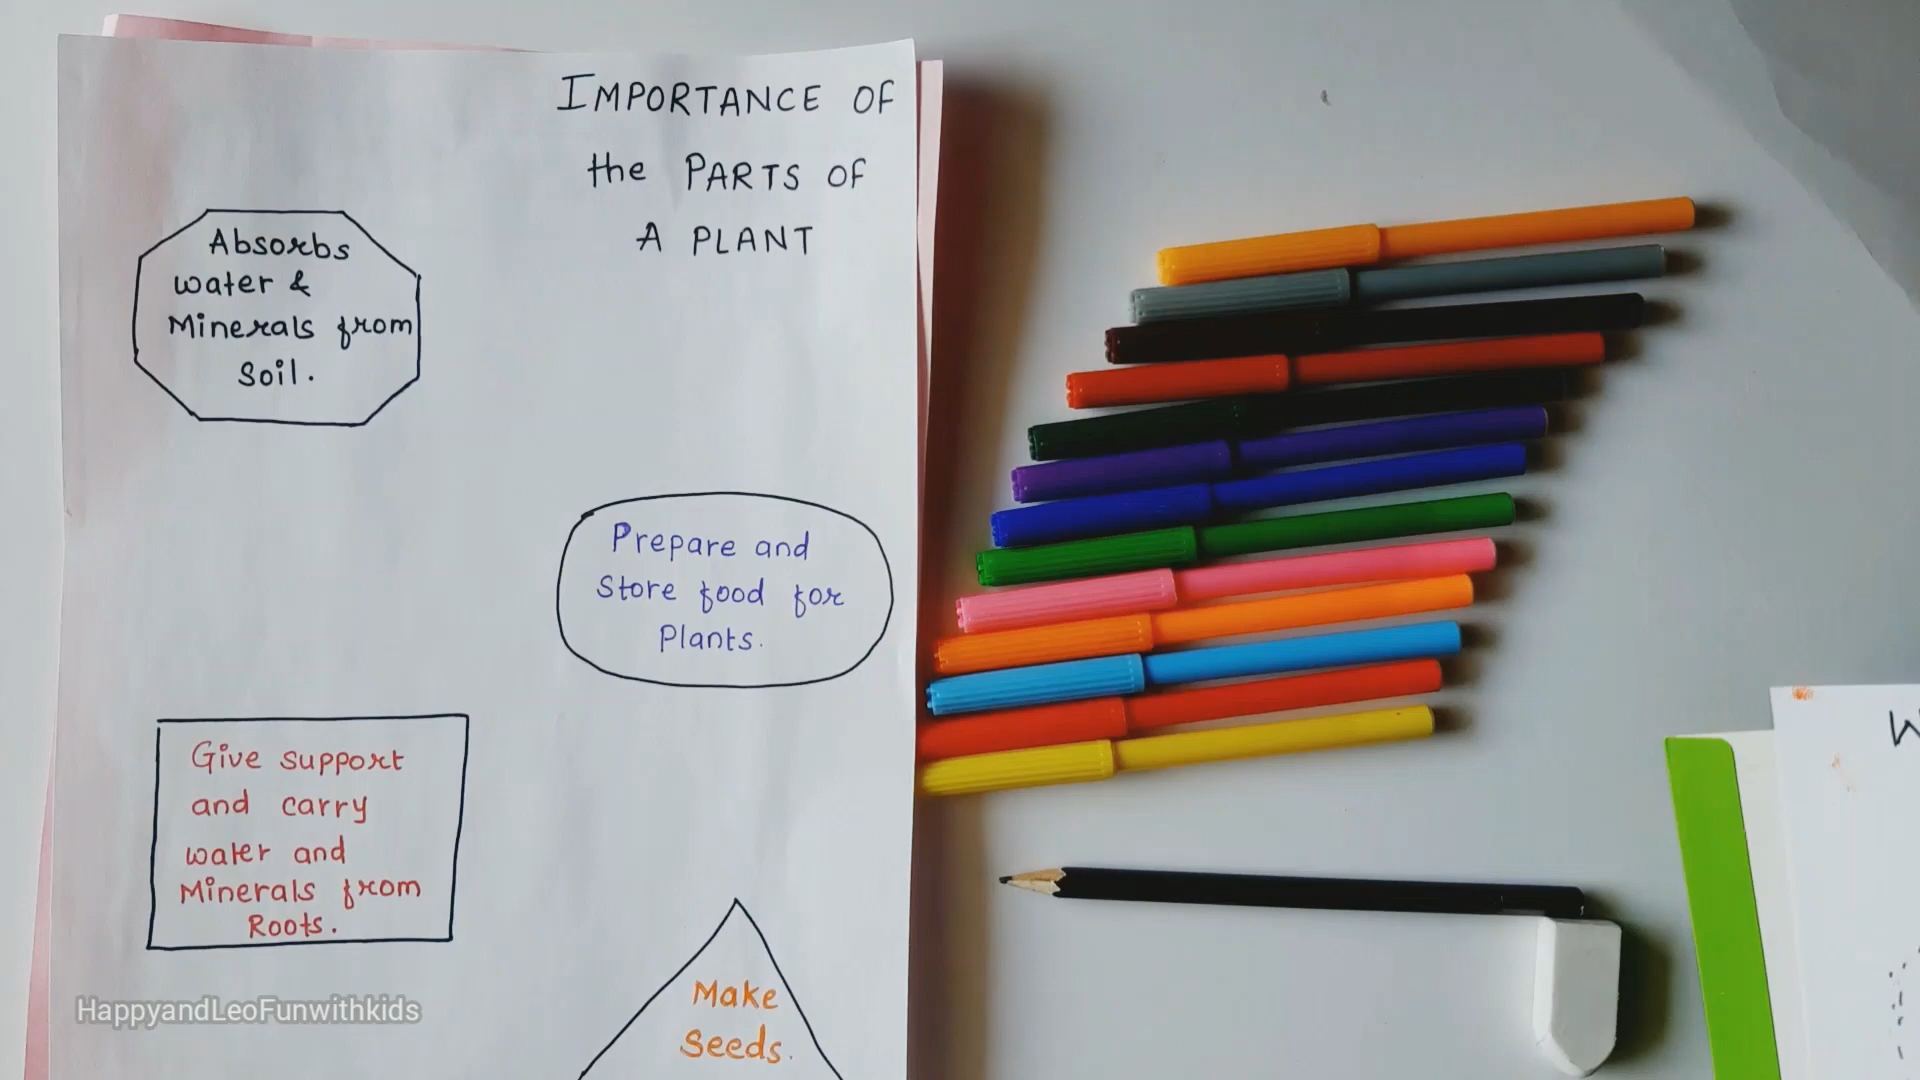 IMPORTANCE OF
the PARTS OF
A PLANT
Absorbs
water &
Minerals from
Soil.
Prepare and
Store food for
Plants.
Give support
and carry
water and
Minerals from
Roots.
Make
Seeds.
HappyandLeoFunwithkids